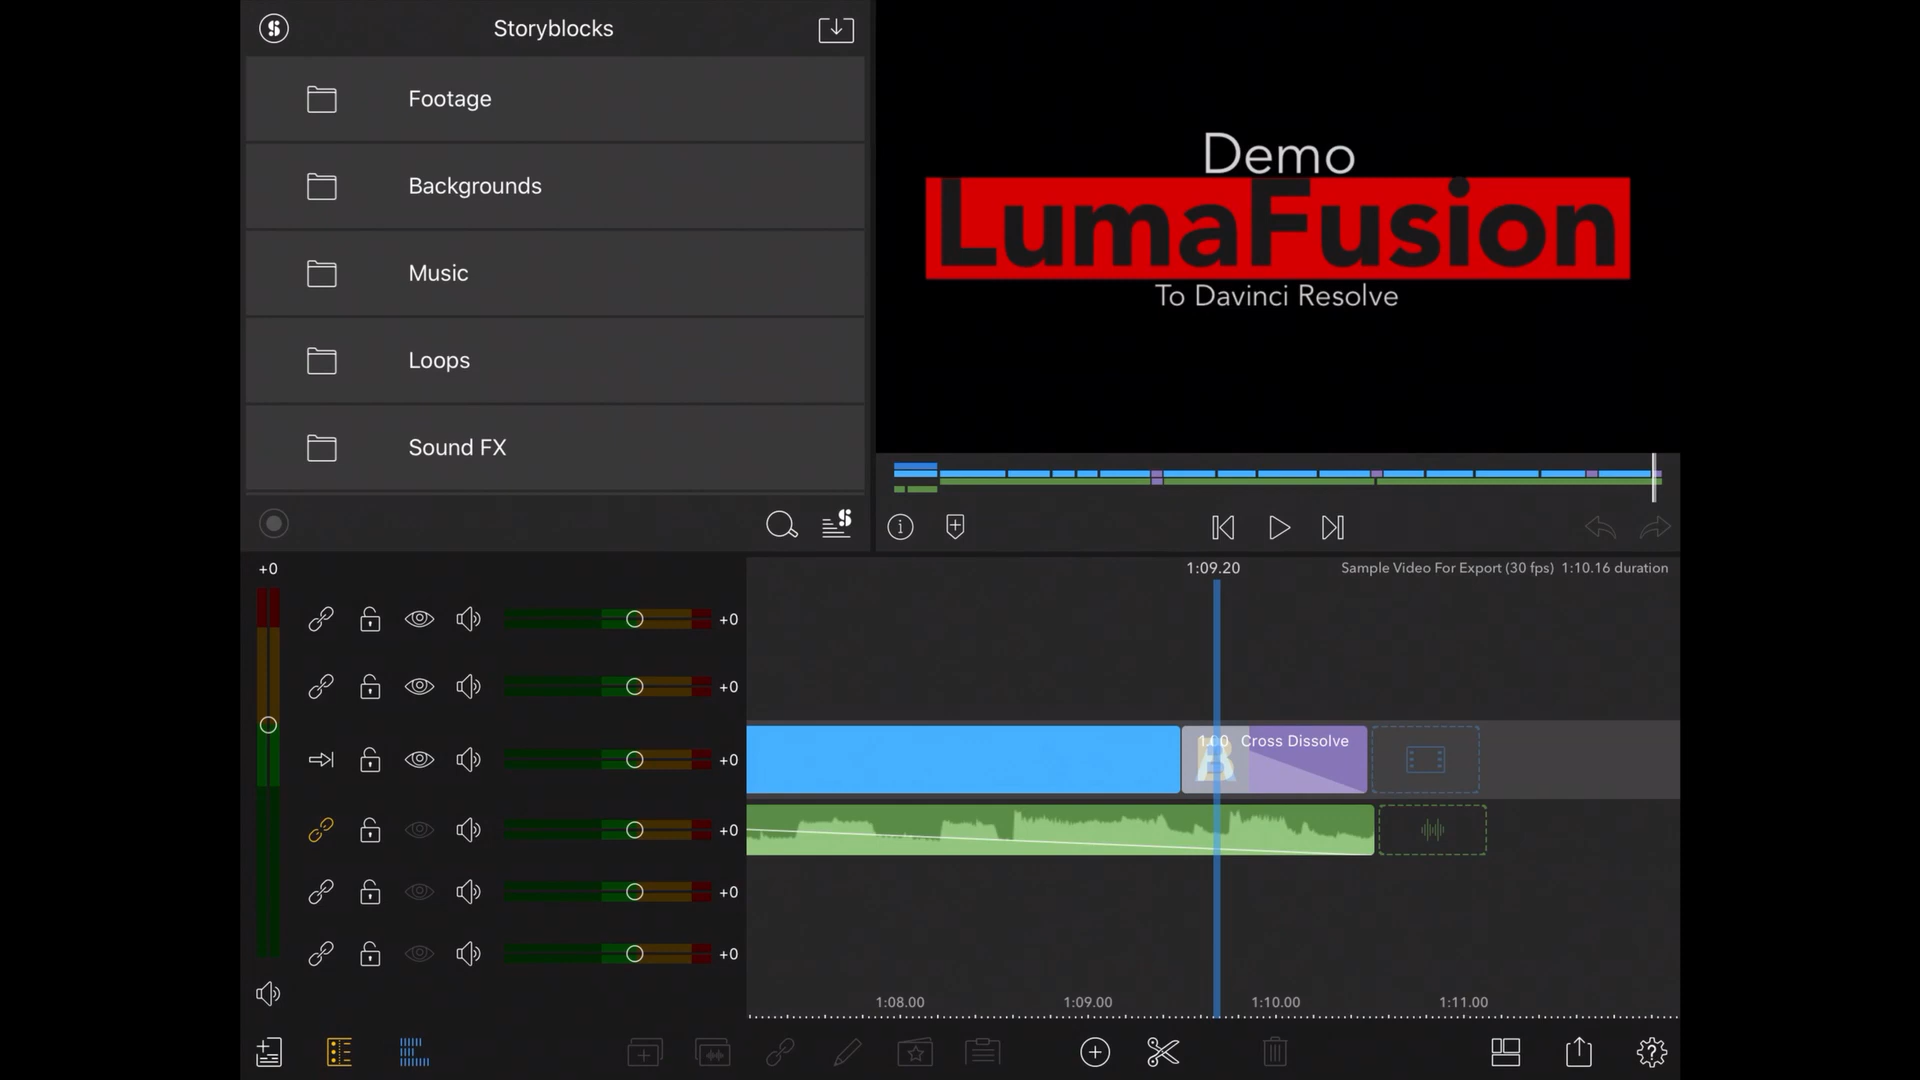 Storyblocks
Footage
Backgrounds
Music
Loops
Sound FX
Demo
LumaFusion
To Davinci Resolve
+0
1:09.20
Sample Video For Export (30 fps) 1:10.16 duration
+0
+0
+0
1.00 Cross Dissolve
+0
+0
+0
1:08.00
1:09.00
1:10.00
1:11.00